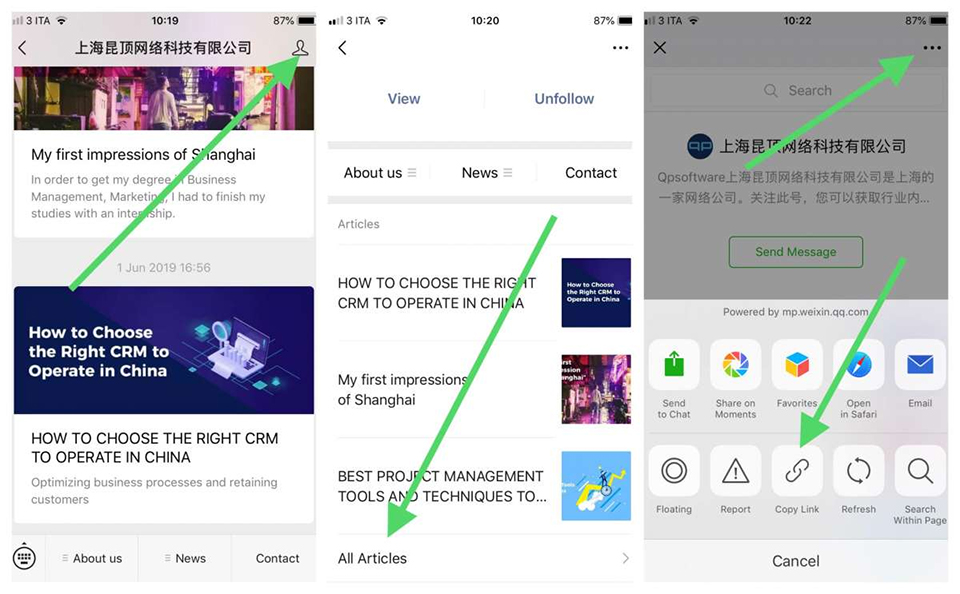 3 ITA
10:19
87%
上海昆顶网络科技有限公司
My first impressions of Shanghai
In order to get my degree in Business
Management, Marketing, I had to finish my
studies with an internship.
1 Jun 2019 16:56
How to Choose
the Right CRM to
Operate in China
HOW TO CHOOSE THE RIGHT CRM
TO OPERATE IN CHINA
Optimizing business processes and retaining
customers
About us
News
Contact
3 ITA
10:20
87%
View
Unfollow
About us
News
Contact
Articles
HOW TO CHOOSE THE RIGHT
CRM TO OPERATE IN CHINA
How to Choose
the Right CRM to
Operate in China
My first impressions
of Shanghai
BEST PROJECT MANAGEMENT
TOOLS AND TECHNIQUES TO...
All Articles
3 ITA
10:22
87%
Search
qp
上海昆顶网络科技有限公司
Qpsoftware上海昆顶网络科技有限公司是上海的
一家网络公司。关注此号，您可以获取行业内...
Send Message
Powered by mp.weixin.qq.com
Send
to Chat
Share on
Moments
Favorites
Open
in Safari
Email
Floating
Report
Copy Link
Refresh
Search
Within Page
Cancel